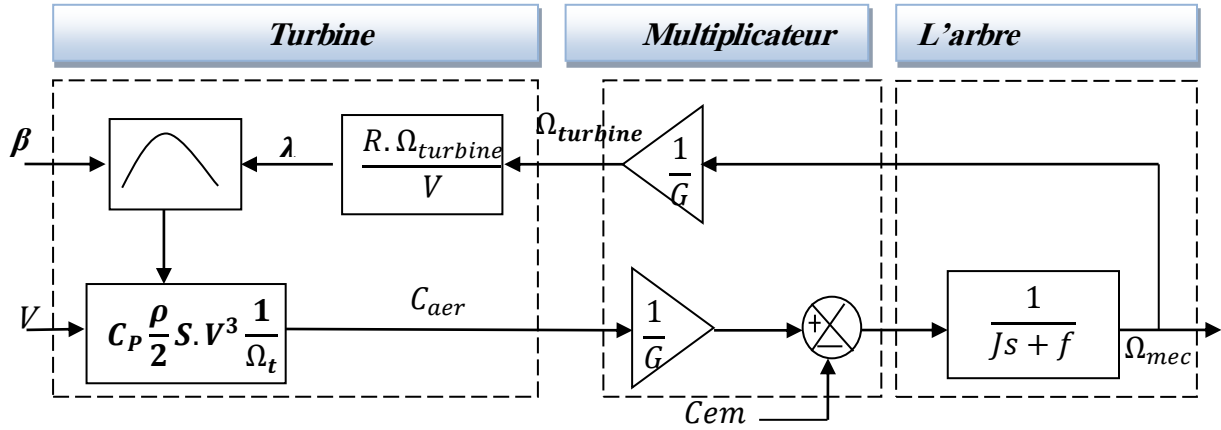 Turbine
Multiplicateur
L'arbre
β
λ
R.Ω_turbine / V
Ω_turbine
1/G
V
C_P ρ/2 S.V³ 1/Ω_t
C_aer
1/G
+
−
Cem
1/(Js + f)
Ω_mec